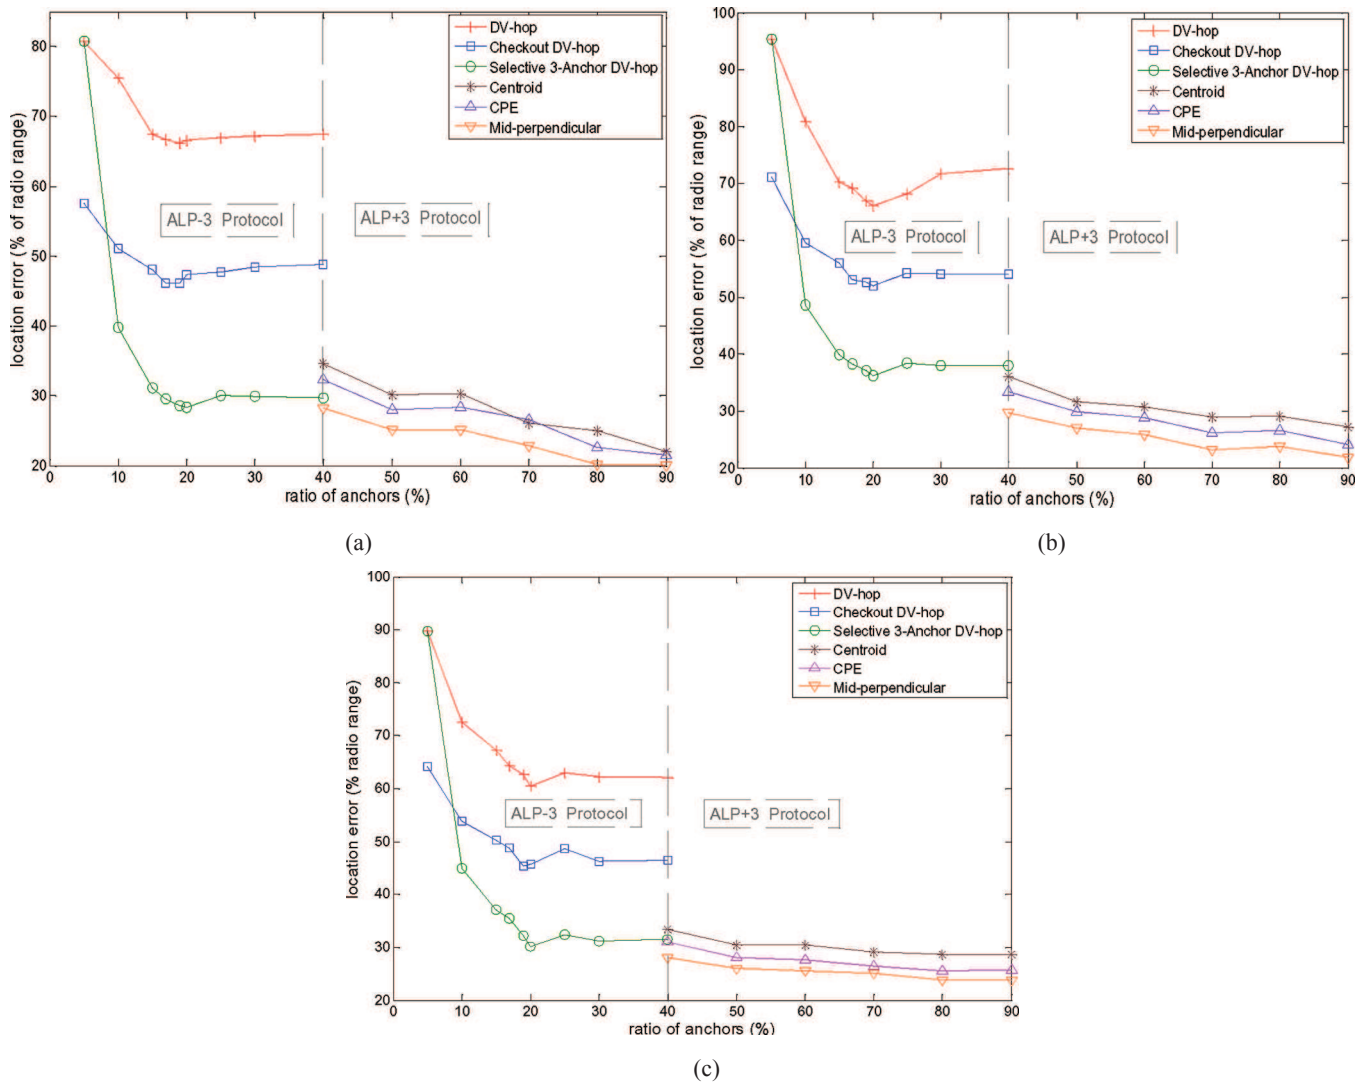 DV-hop
Checkout DV-hop
Selective 3-Anchor DV-hop
Centroid
CPE
Mid-perpendicular
location error (% of radio range)
80
70
60
50
40
30
20
ALP-3 Protocol
ALP+3 Protocol
0 10 20 30 40 50 60 70 80 90
ratio of anchors (%)
(a)
DV-hop
Checkout DV-hop
Selective 3-Anchor DV-hop
Centroid
CPE
Mid-perpendicular
location error (% of radio range)
100
90
80
70
60
50
40
30
20
ALP-3 Protocol
ALP+3 Protocol
0 10 20 30 40 50 60 70 80 90
ratio of anchors (%)
(b)
DV-hop
Checkout DV-hop
Selective 3-Anchor DV-hop
Centroid
CPE
Mid-perpendicular
location error (% radio range)
100
90
80
70
60
50
40
30
20
ALP-3 Protocol
ALP+3 Protocol
0 10 20 30 40 50 60 70 80 90
ratio of anchors (%)
(c)